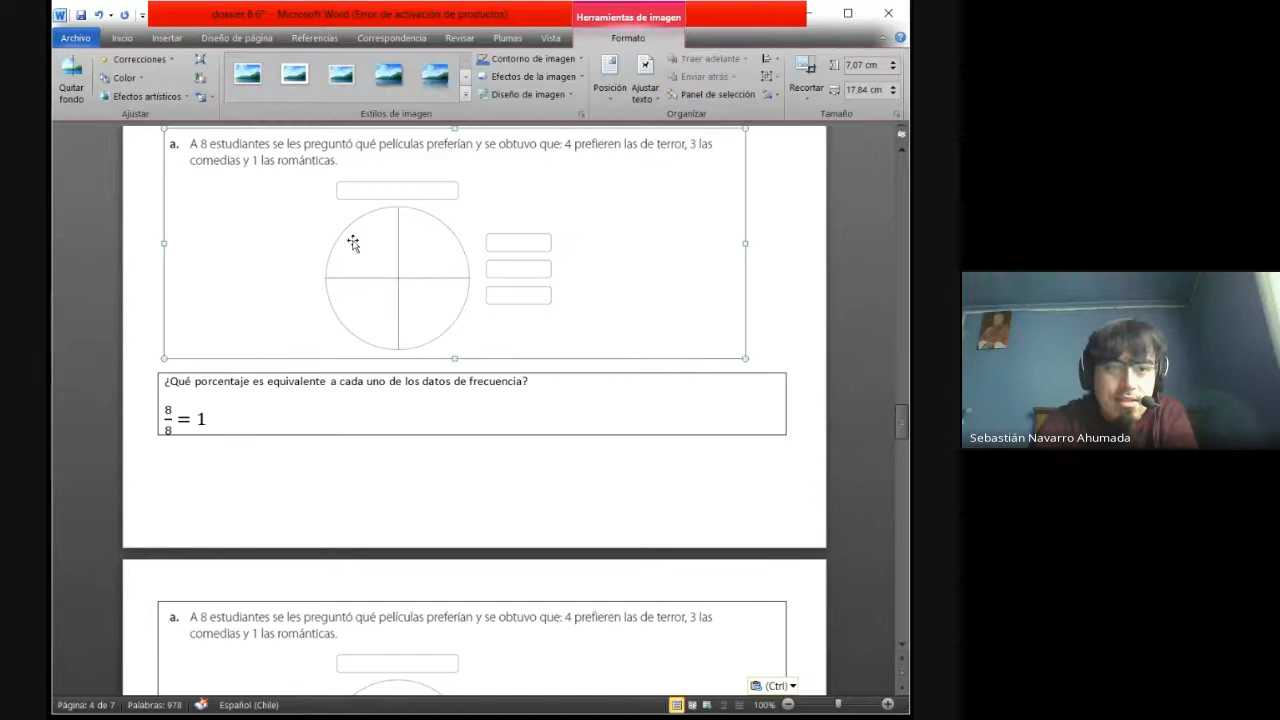 dossier 8 6° - Microsoft Word (Error de activación de productos)
Herramientas de imagen
Archivo Inicio Insertar Diseño de página Referencias Correspondencia Revisar Plumas Vista Formato
Quitar fondo
Correcciones
Color
Efectos artísticos
Ajustar
Contorno de imagen
Efectos de la imagen
Diseño de imagen
Estilos de imagen
Posición
Ajustar texto
Traer adelante
Enviar atrás
Panel de selección
Organizar
Recortar
7,07 cm
17,84 cm
Tamaño
a. A 8 estudiantes se les preguntó qué películas preferían y se obtuvo que: 4 prefieren las de terror, 3 las
comedias y 1 las románticas.
¿Qué porcentaje es equivalente a cada uno de los datos de frecuencia?
8/8 = 1
a. A 8 estudiantes se les preguntó qué películas preferían y se obtuvo que: 4 prefieren las de terror, 3 las
comedias y 1 las románticas.
(Ctrl)
Página: 4 de 7 Palabras: 978 Español (Chile) 100%
Sebastián Navarro Ahumada